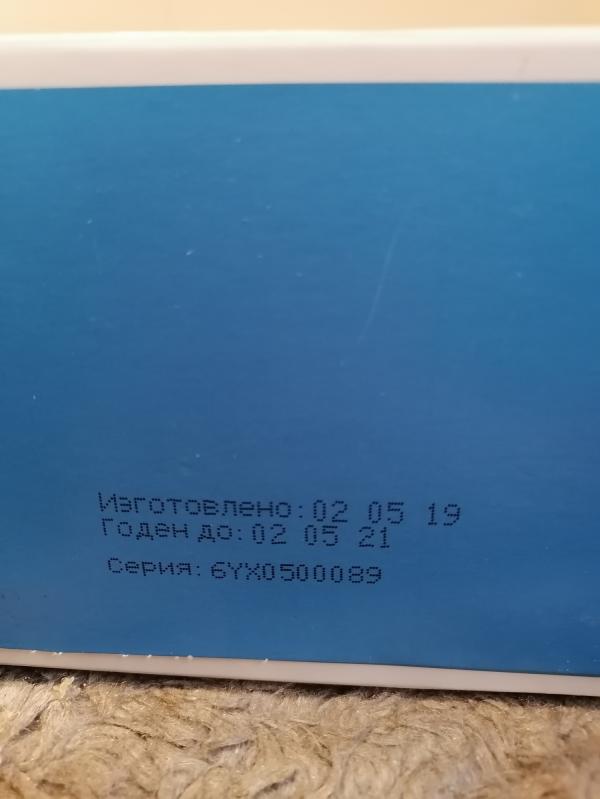 Изготовлено: 02 05 19
Годен до: 02 05 21
Серия: 6YX0500089